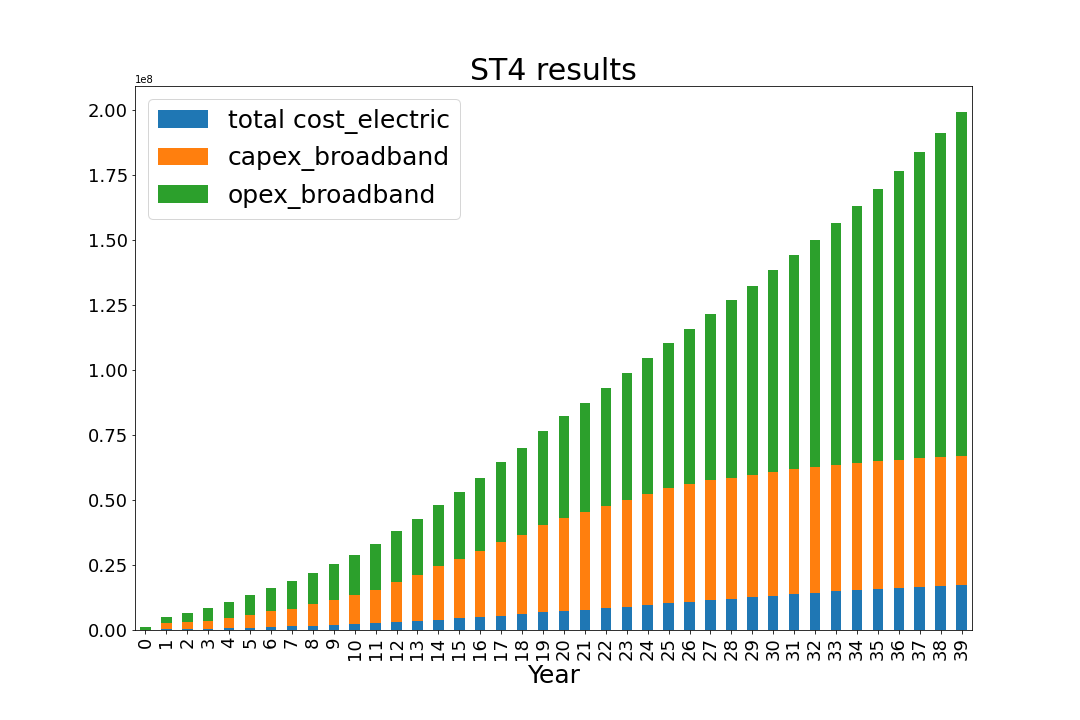 ST4 results
1e8
total cost_electric
capex_broadband
opex_broadband
2.00
1.75
1.50
1.25
1.00
0.75
0.50
0.25
0.00
0 1 2 3 4 5 6 7 8 9 10 11 12 13 14 15 16 17 18 19 20 21 22 23 24 25 26 27 28 29 30 31 32 33 34 35 36 37 38 39
Year